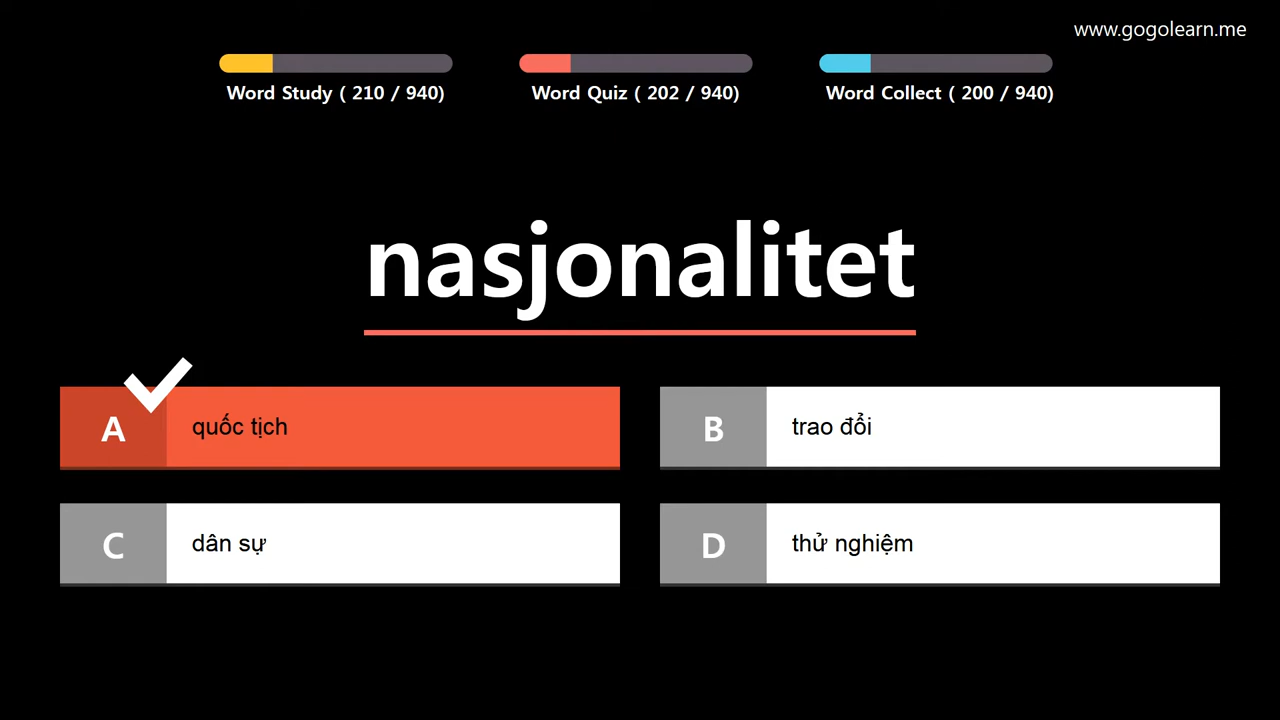 www.gogolearn.me
Word Study ( 210 / 940)
Word Quiz ( 202 / 940)
Word Collect ( 200 / 940)
nasjonalitet
A quốc tịch
B trao đổi
C dân sự
D thử nghiệm